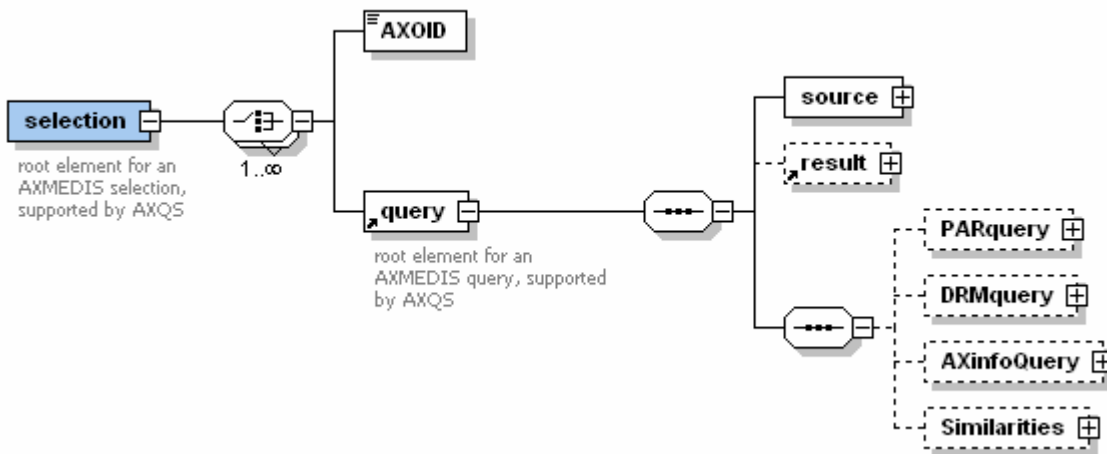 AXOID
selection
root element for an
AXMEDIS selection,
supported by AXQS
1..∞
query
root element for an
AXMEDIS query, supported
by AXQS
source
result
PARquery
DRMquery
AXinfoQuery
Similarities